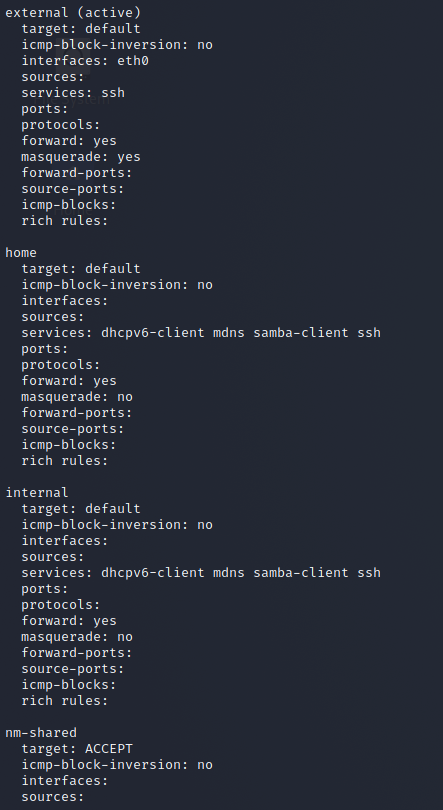 external (active)
  target: default
  icmp-block-inversion: no
  interfaces: eth0
  sources:
  services: ssh
  ports:
  protocols:
  forward: yes
  masquerade: yes
  forward-ports:
  source-ports:
  icmp-blocks:
  rich rules:

home
  target: default
  icmp-block-inversion: no
  interfaces:
  sources:
  services: dhcpv6-client mdns samba-client ssh
  ports:
  protocols:
  forward: yes
  masquerade: no
  forward-ports:
  source-ports:
  icmp-blocks:
  rich rules:

internal
  target: default
  icmp-block-inversion: no
  interfaces:
  sources:
  services: dhcpv6-client mdns samba-client ssh
  ports:
  protocols:
  forward: yes
  masquerade: no
  forward-ports:
  source-ports:
  icmp-blocks:
  rich rules:

nm-shared
  target: ACCEPT
  icmp-block-inversion: no
  interfaces:
  sources: